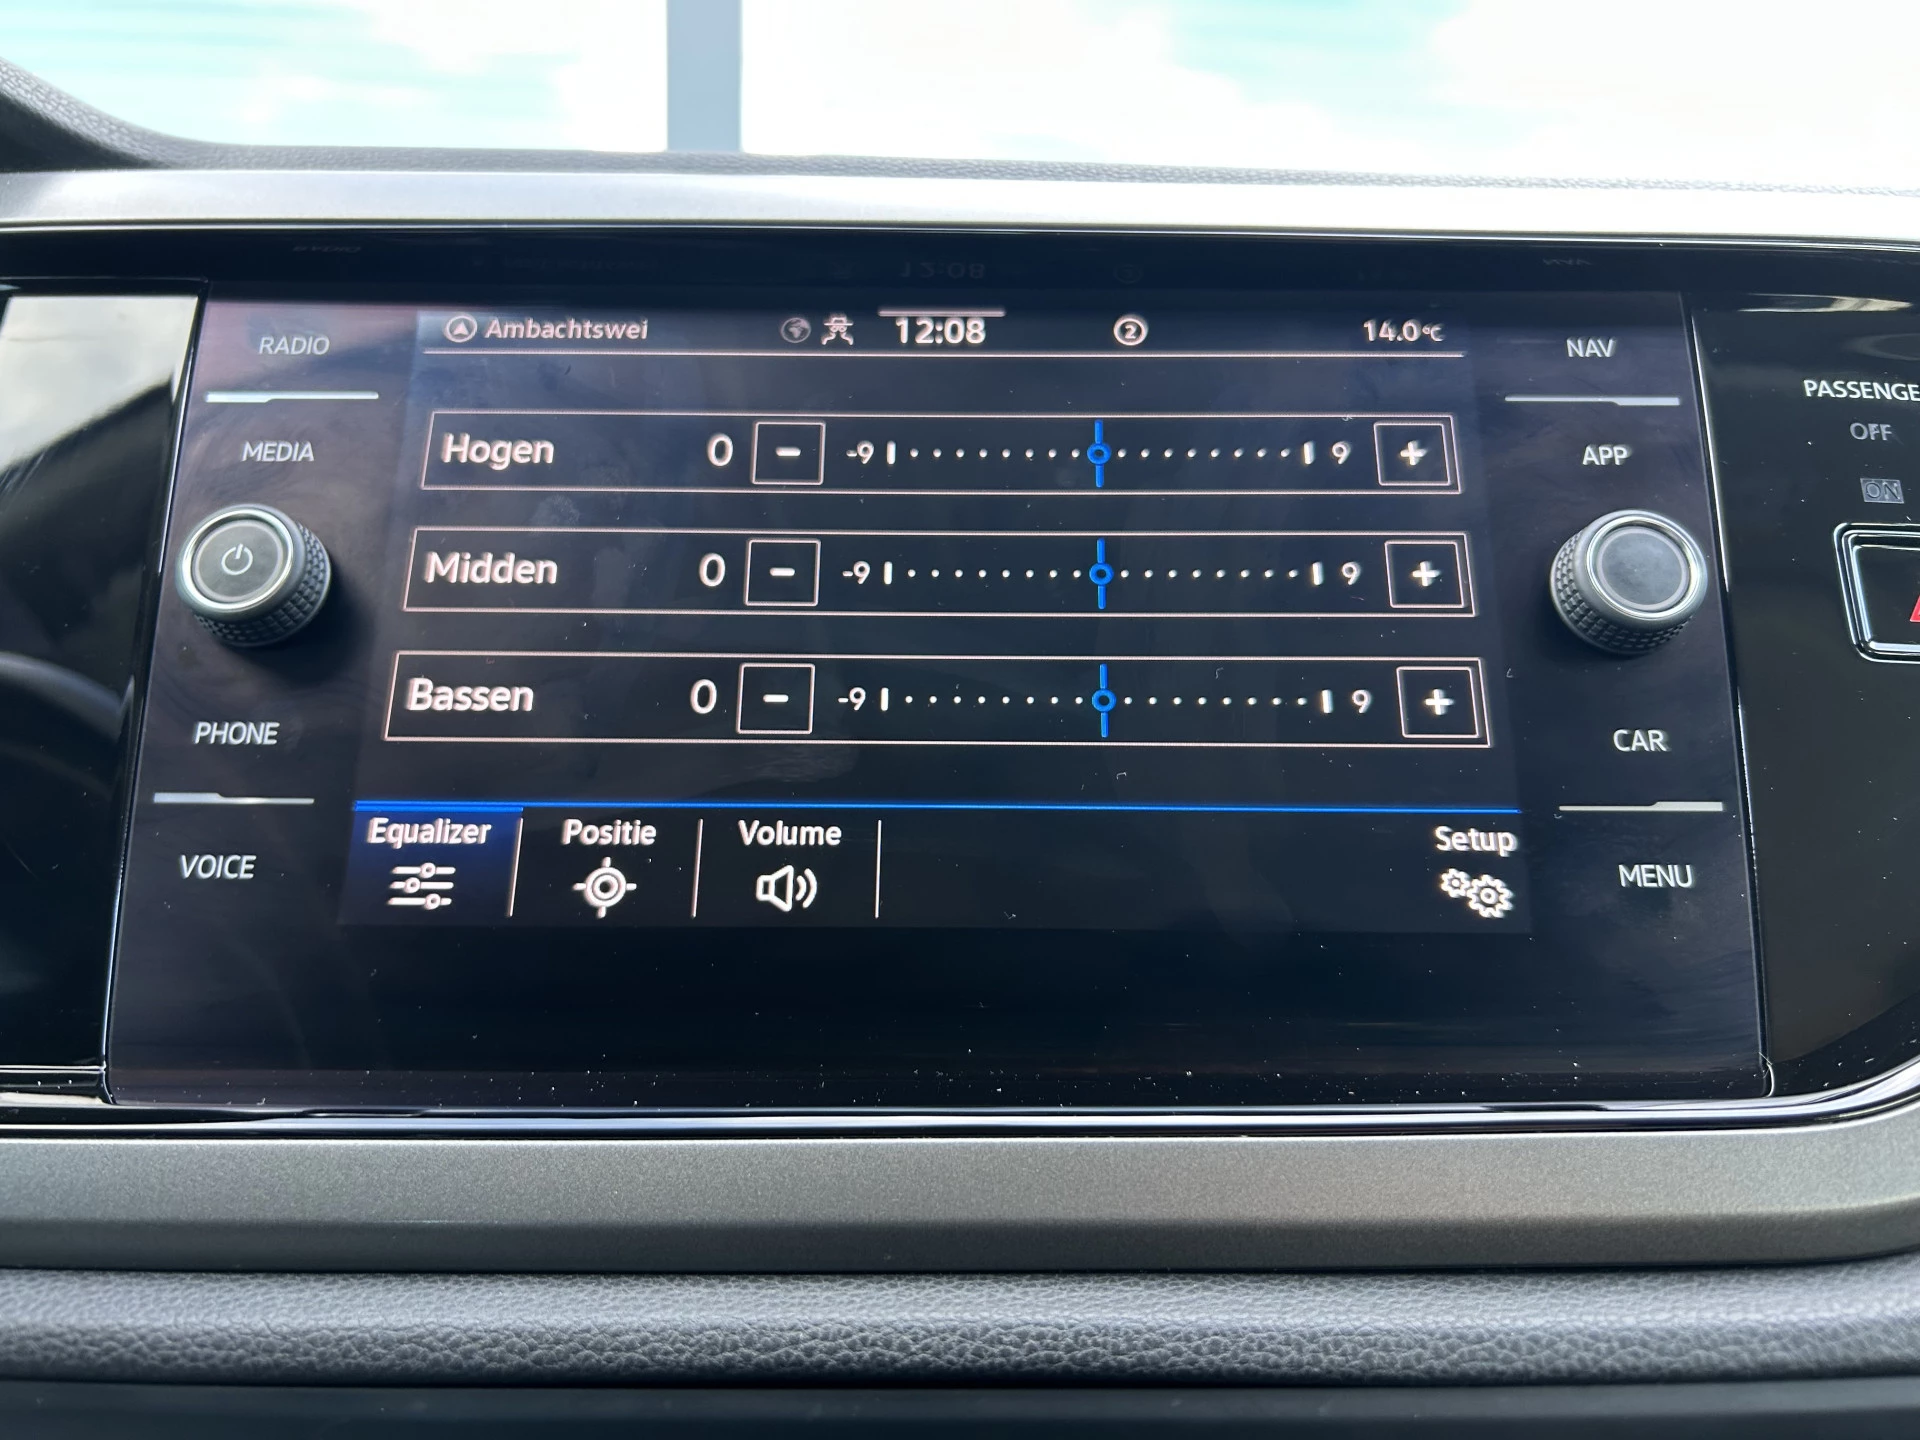 RADIO
MEDIA
PHONE
VOICE
Ambachtswei
12:08
2
14.0°C
Hogen 0 - -9 9 +
Midden 0 - -9 9 +
Bassen 0 - -9 9 +
Equalizer
Positie
Volume
Setup
NAV
APP
CAR
MENU
PASSENGE
OFF
ON